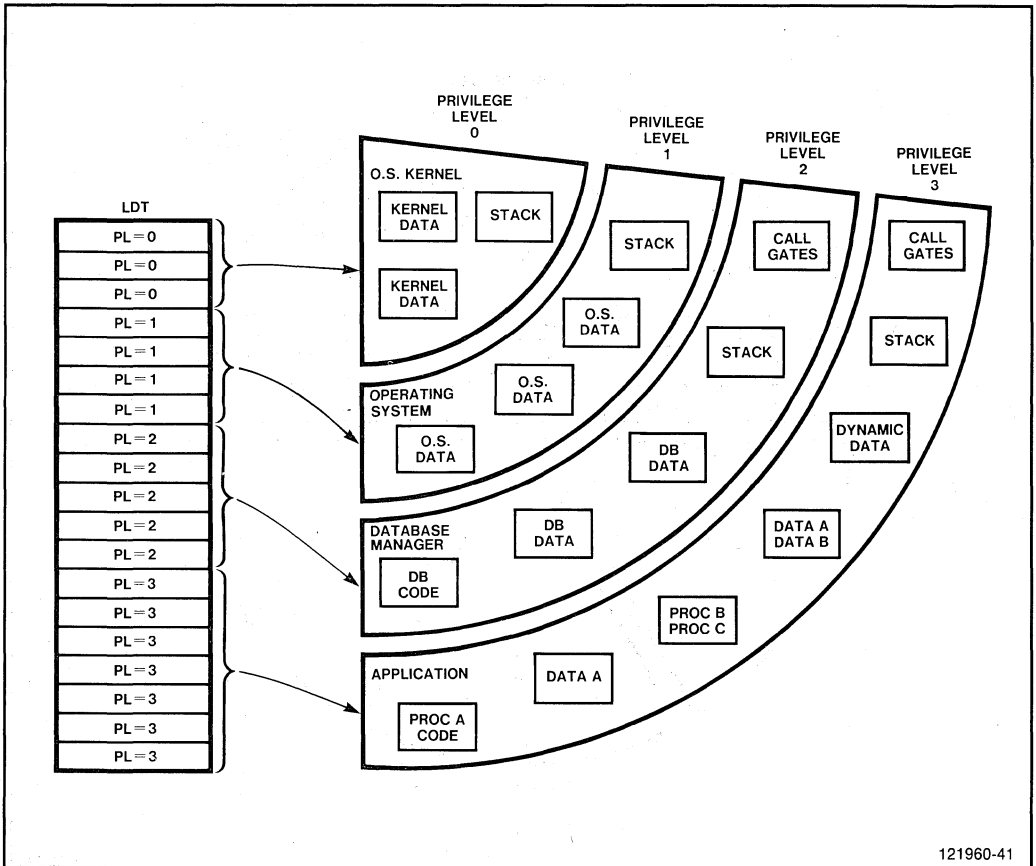 PRIVILEGE
LEVEL
0
PRIVILEGE
LEVEL
1
PRIVILEGE
LEVEL
2
PRIVILEGE
LEVEL
3
LDT
PL=0
PL=0
PL=0
PL=1
PL=1
PL=1
PL=1
PL=2
PL=2
PL=2
PL=2
PL=2
PL=3
PL=3
PL=3
PL=3
PL=3
PL=3
PL=3
O.S. KERNEL
KERNEL
DATA
STACK
KERNEL
DATA
OPERATING
SYSTEM
O.S.
DATA
O.S.
DATA
O.S.
DATA
STACK
DATABASE
MANAGER
DB
CODE
DB
DATA
DB
DATA
STACK
CALL
GATES
APPLICATION
PROC A
CODE
DATA A
PROC B
PROC C
DATA A
DATA B
DYNAMIC
DATA
STACK
CALL
GATES
121960-41